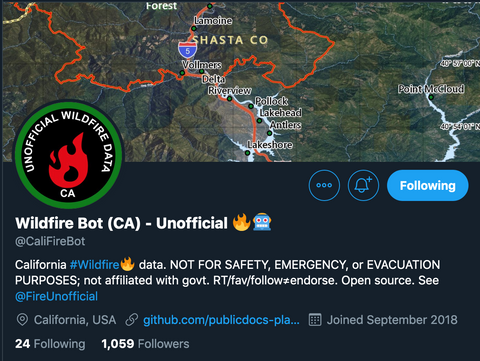 Forest
Lamoine
SHASTA CO
5
Vollmers
Delta
Riverview
Pollock
Lakehead
Antlers
Lakeshore
40° 57' 00" N
Point McCloud
40° 54' 01" N
UNOFFICIAL WILDFIRE DATA
CA
Following
Wildfire Bot (CA) - Unofficial 🔥🤖
@CaliFireBot
California #Wildfire🔥 data. NOT FOR SAFETY, EMERGENCY, or EVACUATION
PURPOSES; not affiliated with govt. RT/fav/follow≠endorse. Open source. See
@FireUnofficial
California, USA github.com/publicdocs-pla... Joined September 2018
24 Following 1,059 Followers